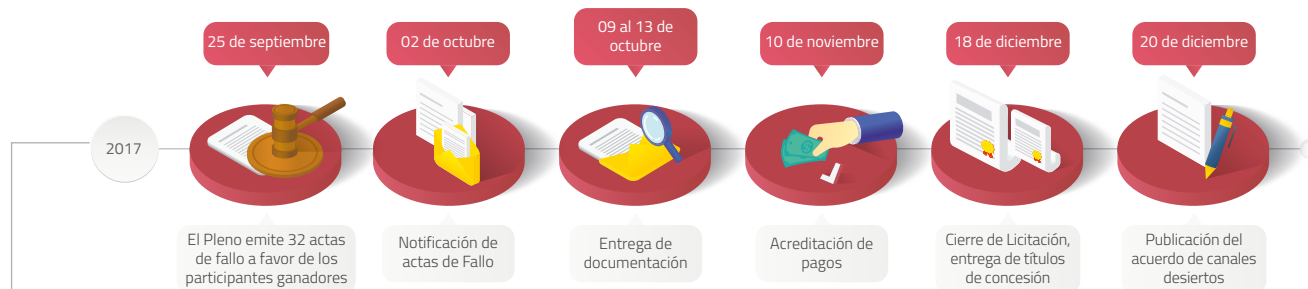 2017
25 de septiembre
El Pleno emite 32 actas
de fallo a favor de los
participantes ganadores
02 de octubre
Notificación de
actas de Fallo
09 al 13 de
octubre
Entrega de
documentación
10 de noviembre
Acreditación de
pagos
18 de diciembre
Cierre de Licitación,
entrega de títulos
de concesión
20 de diciembre
Publicación del
acuerdo de canales
desiertos